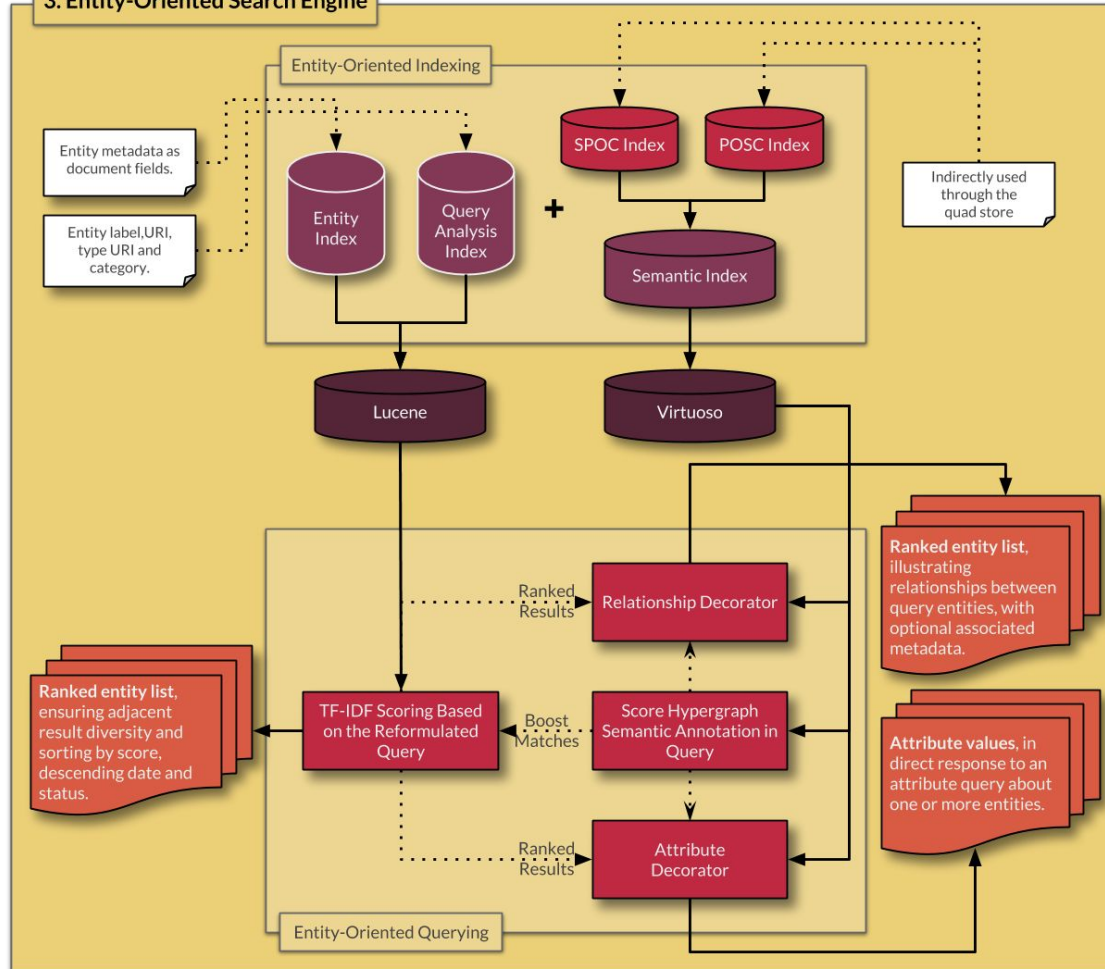 3. Entity-Oriented Search Engine
Entity-Oriented Indexing
Entity metadata as
document fields.
Entity label,URI,
type URI and
category.
Entity
Index
Query
Analysis
Index
+
SPOC Index
POSC Index
Semantic Index
Indirectly used
through the
quad store
Lucene
Virtuoso
Ranked
Results
Relationship Decorator
Ranked entity list,
illustrating
relationships between
query entities, with
optional associated
metadata.
Ranked entity list,
ensuring adjacent
result diversity and
sorting by score,
descending date and
status.
TF-IDF Scoring Based
on the Reformulated
Query
Boost
Matches
Score Hypergraph
Semantic Annotation in
Query
Attribute values, in
direct response to an
attribute query about
one or more entities.
Ranked
Results
Attribute
Decorator
Entity-Oriented Querying